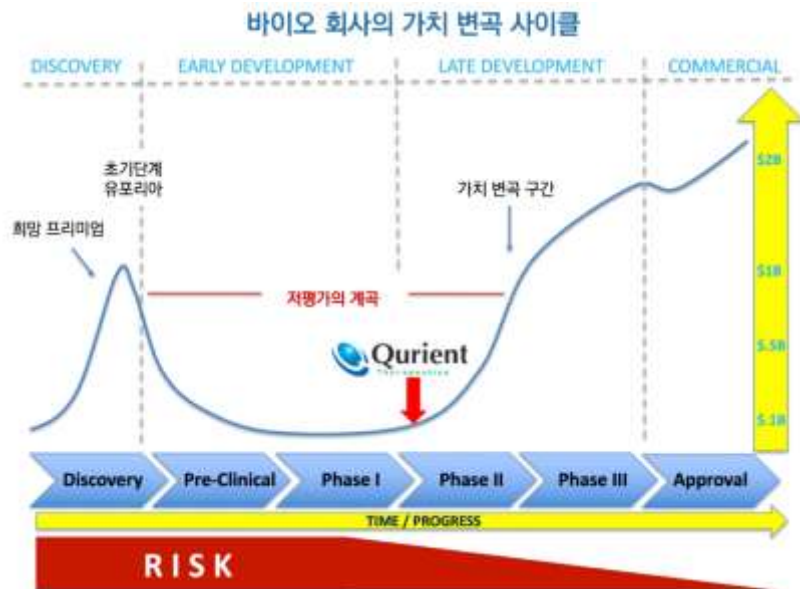 바이오 회사의 가치 변곡 사이클
DISCOVERY
EARLY DEVELOPMENT
LATE DEVELOPMENT
COMMERCIAL
초기단계
유포리아
희망 프리미엄
가치 변곡 구간
저평가의 계곡
$2B
$1B
$.5B
$.1B
Qurient
Therapeutics
Discovery
Pre-Clinical
Phase I
Phase II
Phase III
Approval
TIME / PROGRESS
RISK